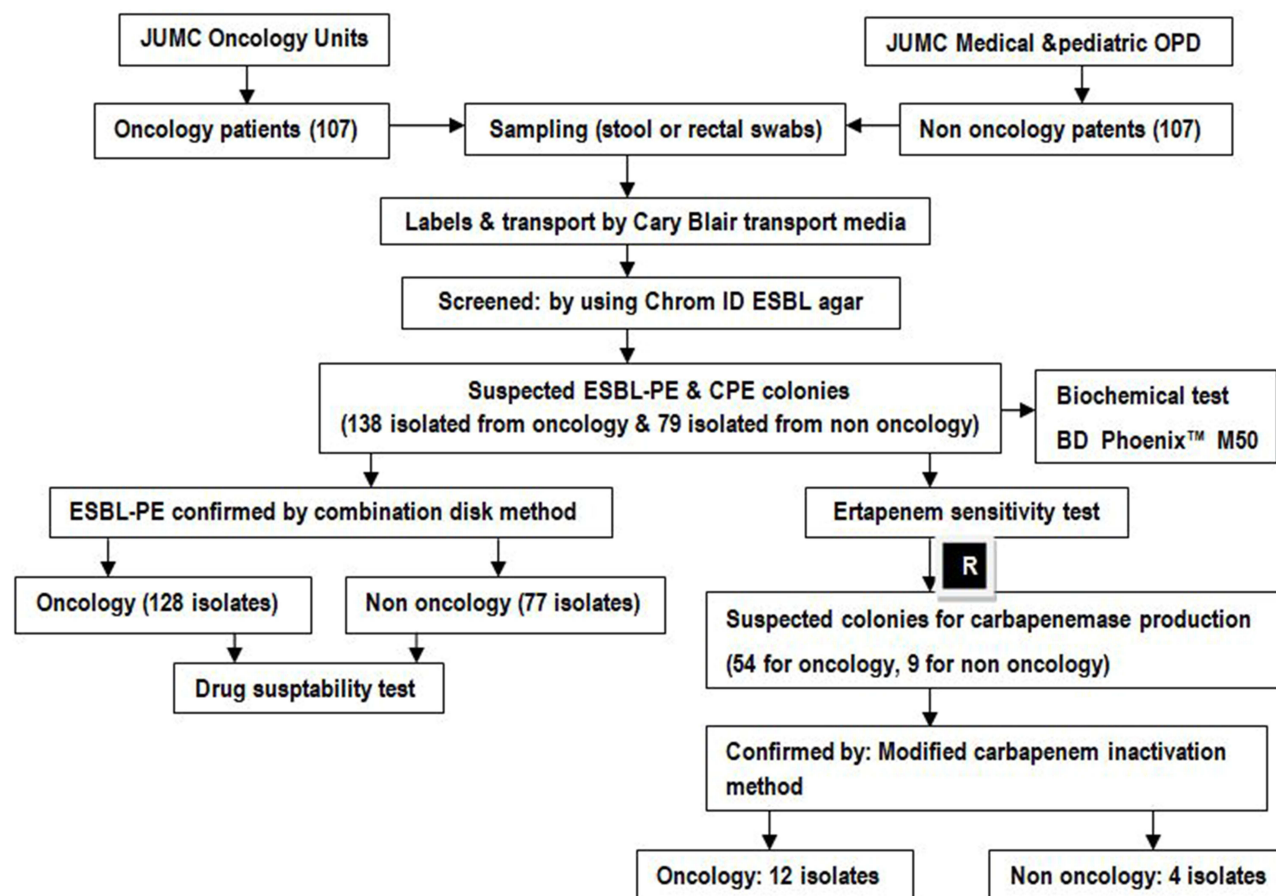 JUMC Oncology Units
JUMC Medical &pediatric OPD
Oncology patients (107)
Sampling (stool or rectal swabs)
Non oncology patents (107)
Labels & transport by Cary Blair transport media
Screened: by using Chrom ID ESBL agar
Suspected ESBL-PE & CPE colonies
(138 isolated from oncology & 79 isolated from non oncology)
Biochemical test
BD Phoenix™ M50
ESBL-PE confirmed by combination disk method
Ertapenem sensitivity test
R
Oncology (128 isolates)
Non oncology (77 isolates)
Suspected colonies for carbapenemase production
(54 for oncology, 9 for non oncology)
Drug susptability test
Confirmed by: Modified carbapenem inactivation
method
Oncology: 12 isolates
Non oncology: 4 isolates